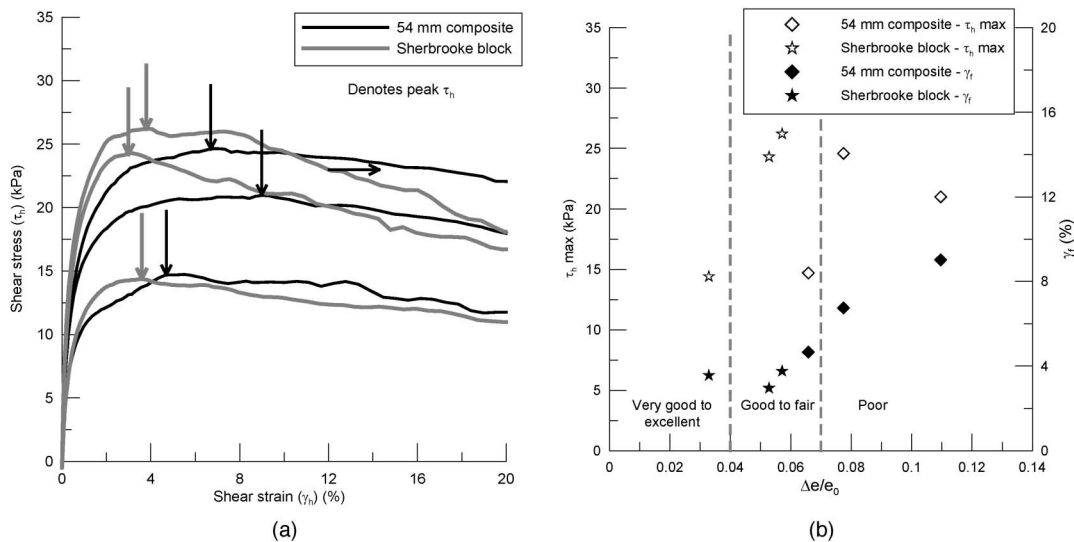 35
30
25
20
15
10
5
0
Shear stress (τh) (kPa)
54 mm composite
Sherbrooke block
Denotes peak τh
0 4 8 12 16 20
Shear strain (γh) (%)
(a)
35
30
25
20
15
10
5
0
τh max (kPa)
54 mm composite - τh max
Sherbrooke block - τh max
54 mm composite - γf
Sherbrooke block - γf
Very good to
excellent
Good to fair
Poor
20
16
12
8
4
0
γf (%)
0 0.02 0.04 0.06 0.08 0.1 0.12 0.14
Δe/e0
(b)